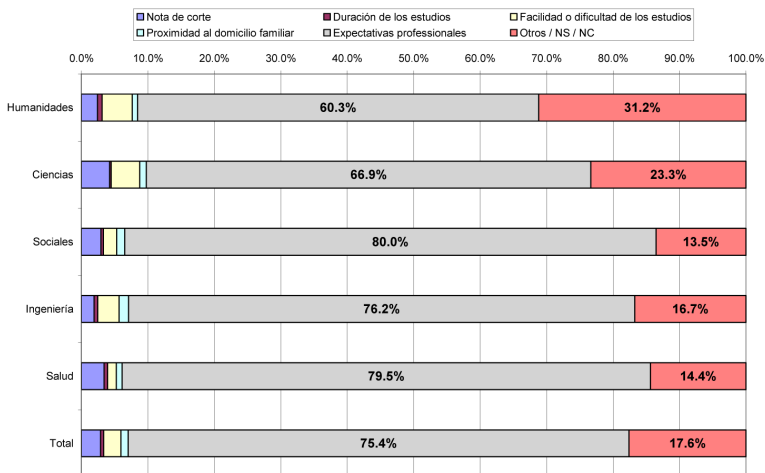 Nota de corte Duración de los estudios Facilidad o dificultad de los estudios
Proximidad al domicilio familiar Expectativas professionales Otros / NS / NC
0.0% 10.0% 20.0% 30.0% 40.0% 50.0% 60.0% 70.0% 80.0% 90.0% 100.0%
Humanidades 60.3% 31.2%
Ciencias 66.9% 23.3%
Sociales 80.0% 13.5%
Ingeniería 76.2% 16.7%
Salud 79.5% 14.4%
Total 75.4% 17.6%